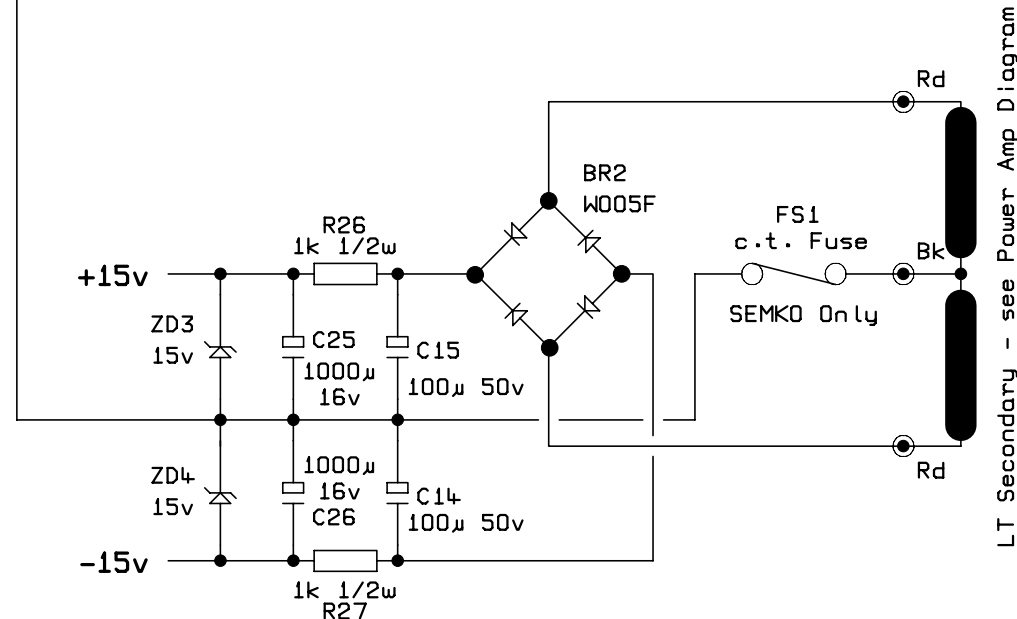 Rd
BR2
W005F
FS1
c.t. Fuse
Bk
SEMKO Only
Rd
R26
1k 1/2w
+15v
ZD3
15v
C25
1000µ
16v
C15
100µ 50v
ZD4
15v
1000µ
16v
C26
C14
100µ 50v
-15v
1k 1/2w
R27
LT Secondary - see Power Amp Diagram